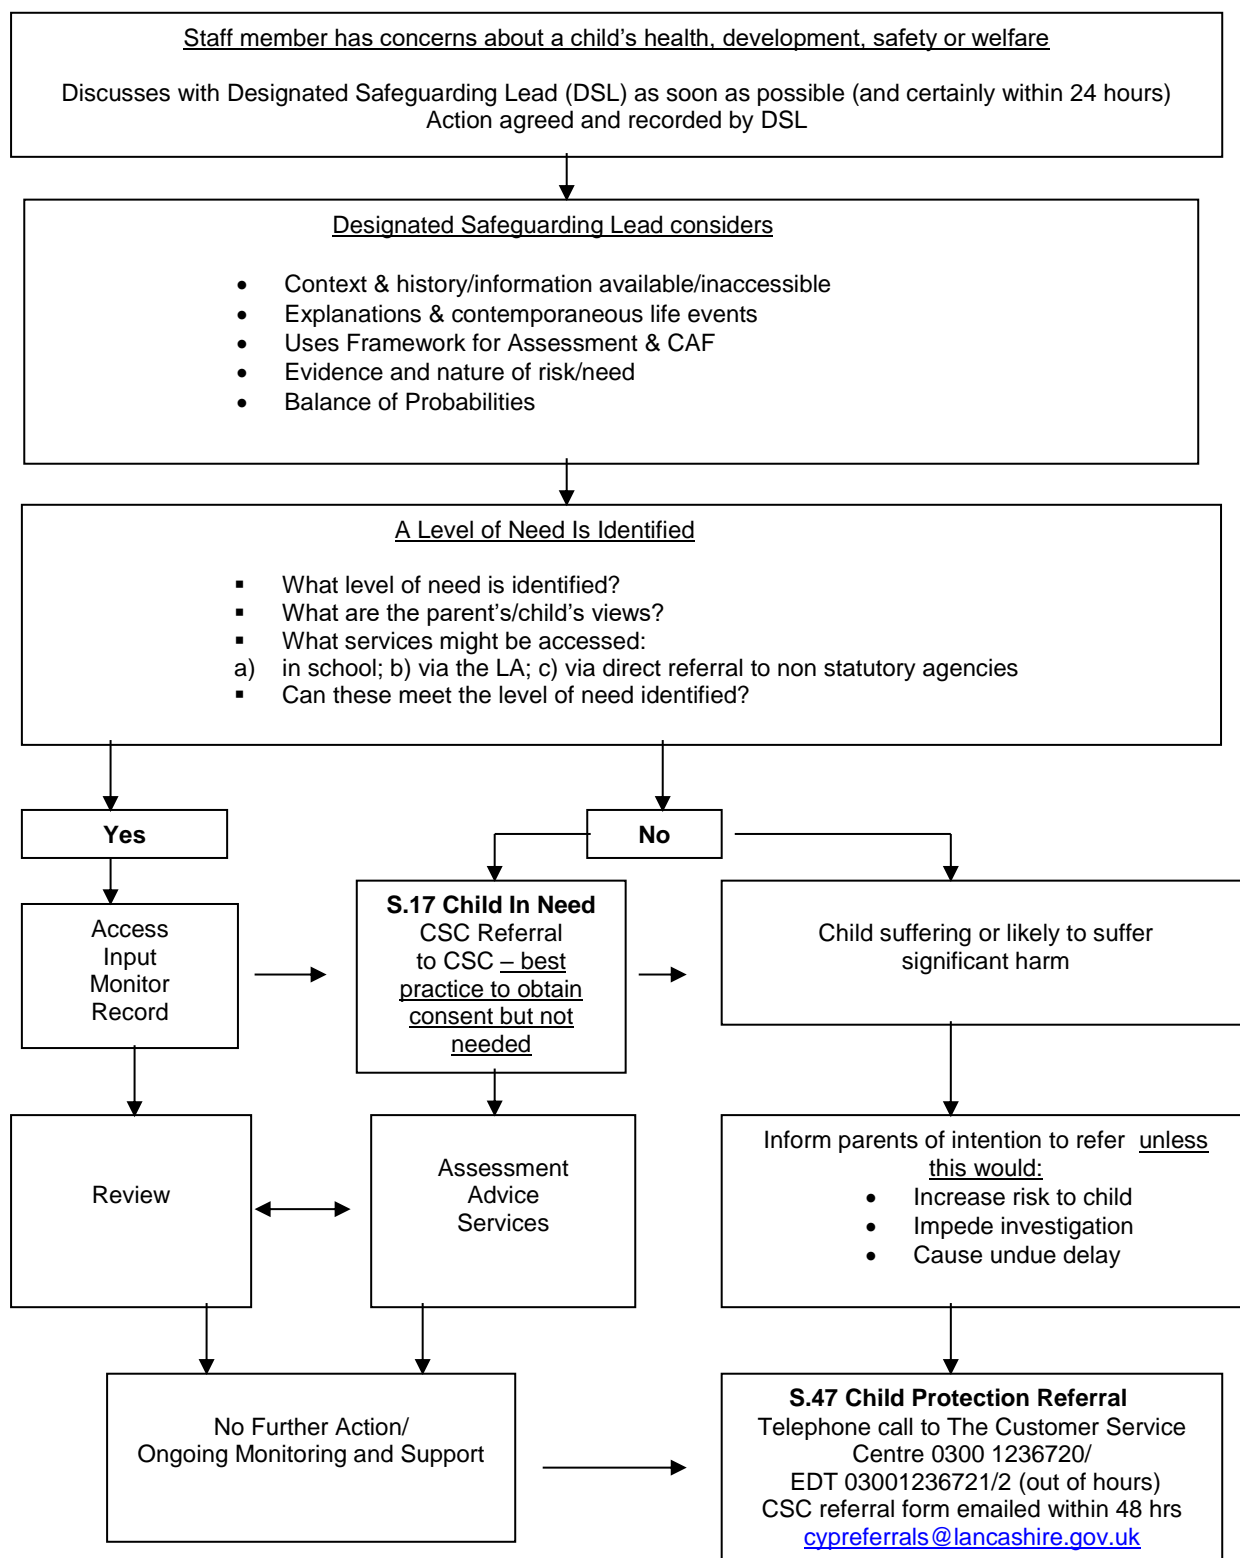 Staff member has concerns about a child’s health, development, safety or welfare
Discusses with Designated Safeguarding Lead (DSL) as soon as possible (and certainly within 24 hours)
Action agreed and recorded by DSL
Designated Safeguarding Lead considers
• Context & history/information available/inaccessible
• Explanations & contemporaneous life events
• Uses Framework for Assessment & CAF
• Evidence and nature of risk/need
• Balance of Probabilities
A Level of Need Is Identified
▪ What level of need is identified?
▪ What are the parent’s/child’s views?
▪ What services might be accessed:
a) in school; b) via the LA; c) via direct referral to non statutory agencies
▪ Can these meet the level of need identified?
Yes
No
Access
Input
Monitor
Record
S.17 Child In Need
CSC Referral
to CSC – best
practice to obtain
consent but not
needed
Child suffering or likely to suffer
significant harm
Review
Assessment
Advice
Services
Inform parents of intention to refer unless
this would:
• Increase risk to child
• Impede investigation
• Cause undue delay
No Further Action/
Ongoing Monitoring and Support
S.47 Child Protection Referral
Telephone call to The Customer Service
Centre 0300 1236720/
EDT 03001236721/2 (out of hours)
CSC referral form emailed within 48 hrs
cypreferrals@lancashire.gov.uk